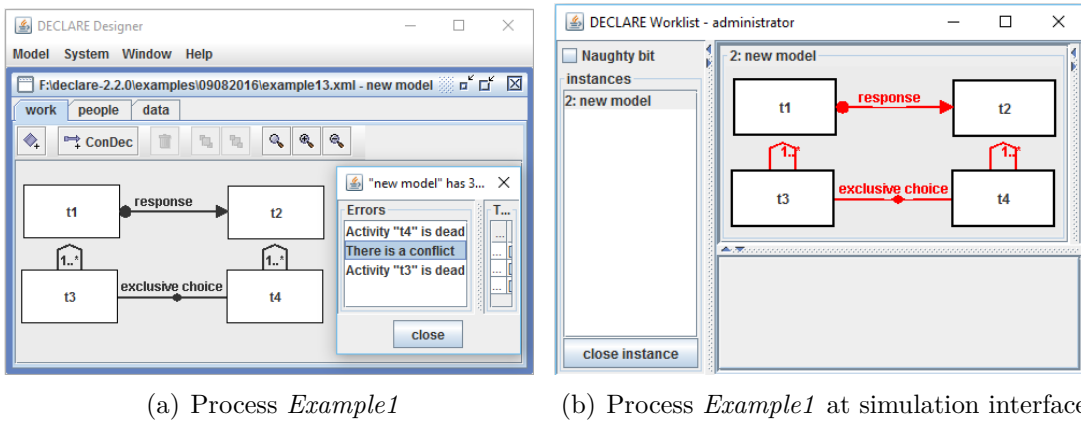 DECLARE Designer
Model System Window Help
F:\declare-2.2.0\examples\09082016\example13.xml - new model
work people data
ConDec
t1
response
t2
1..*
1..*
t3
exclusive choice
t4
"new model" has 3...
Errors
T...
Activity "t4" is dead
There is a conflict
Activity "t3" is dead
...
...
...
...
close
(a) Process Example1
DECLARE Worklist - administrator
Naughty bit
instances
2: new model
close instance
2: new model
t1
response
t2
1..*
1..*
t3
exclusive choice
t4
(b) Process Example1 at simulation interface